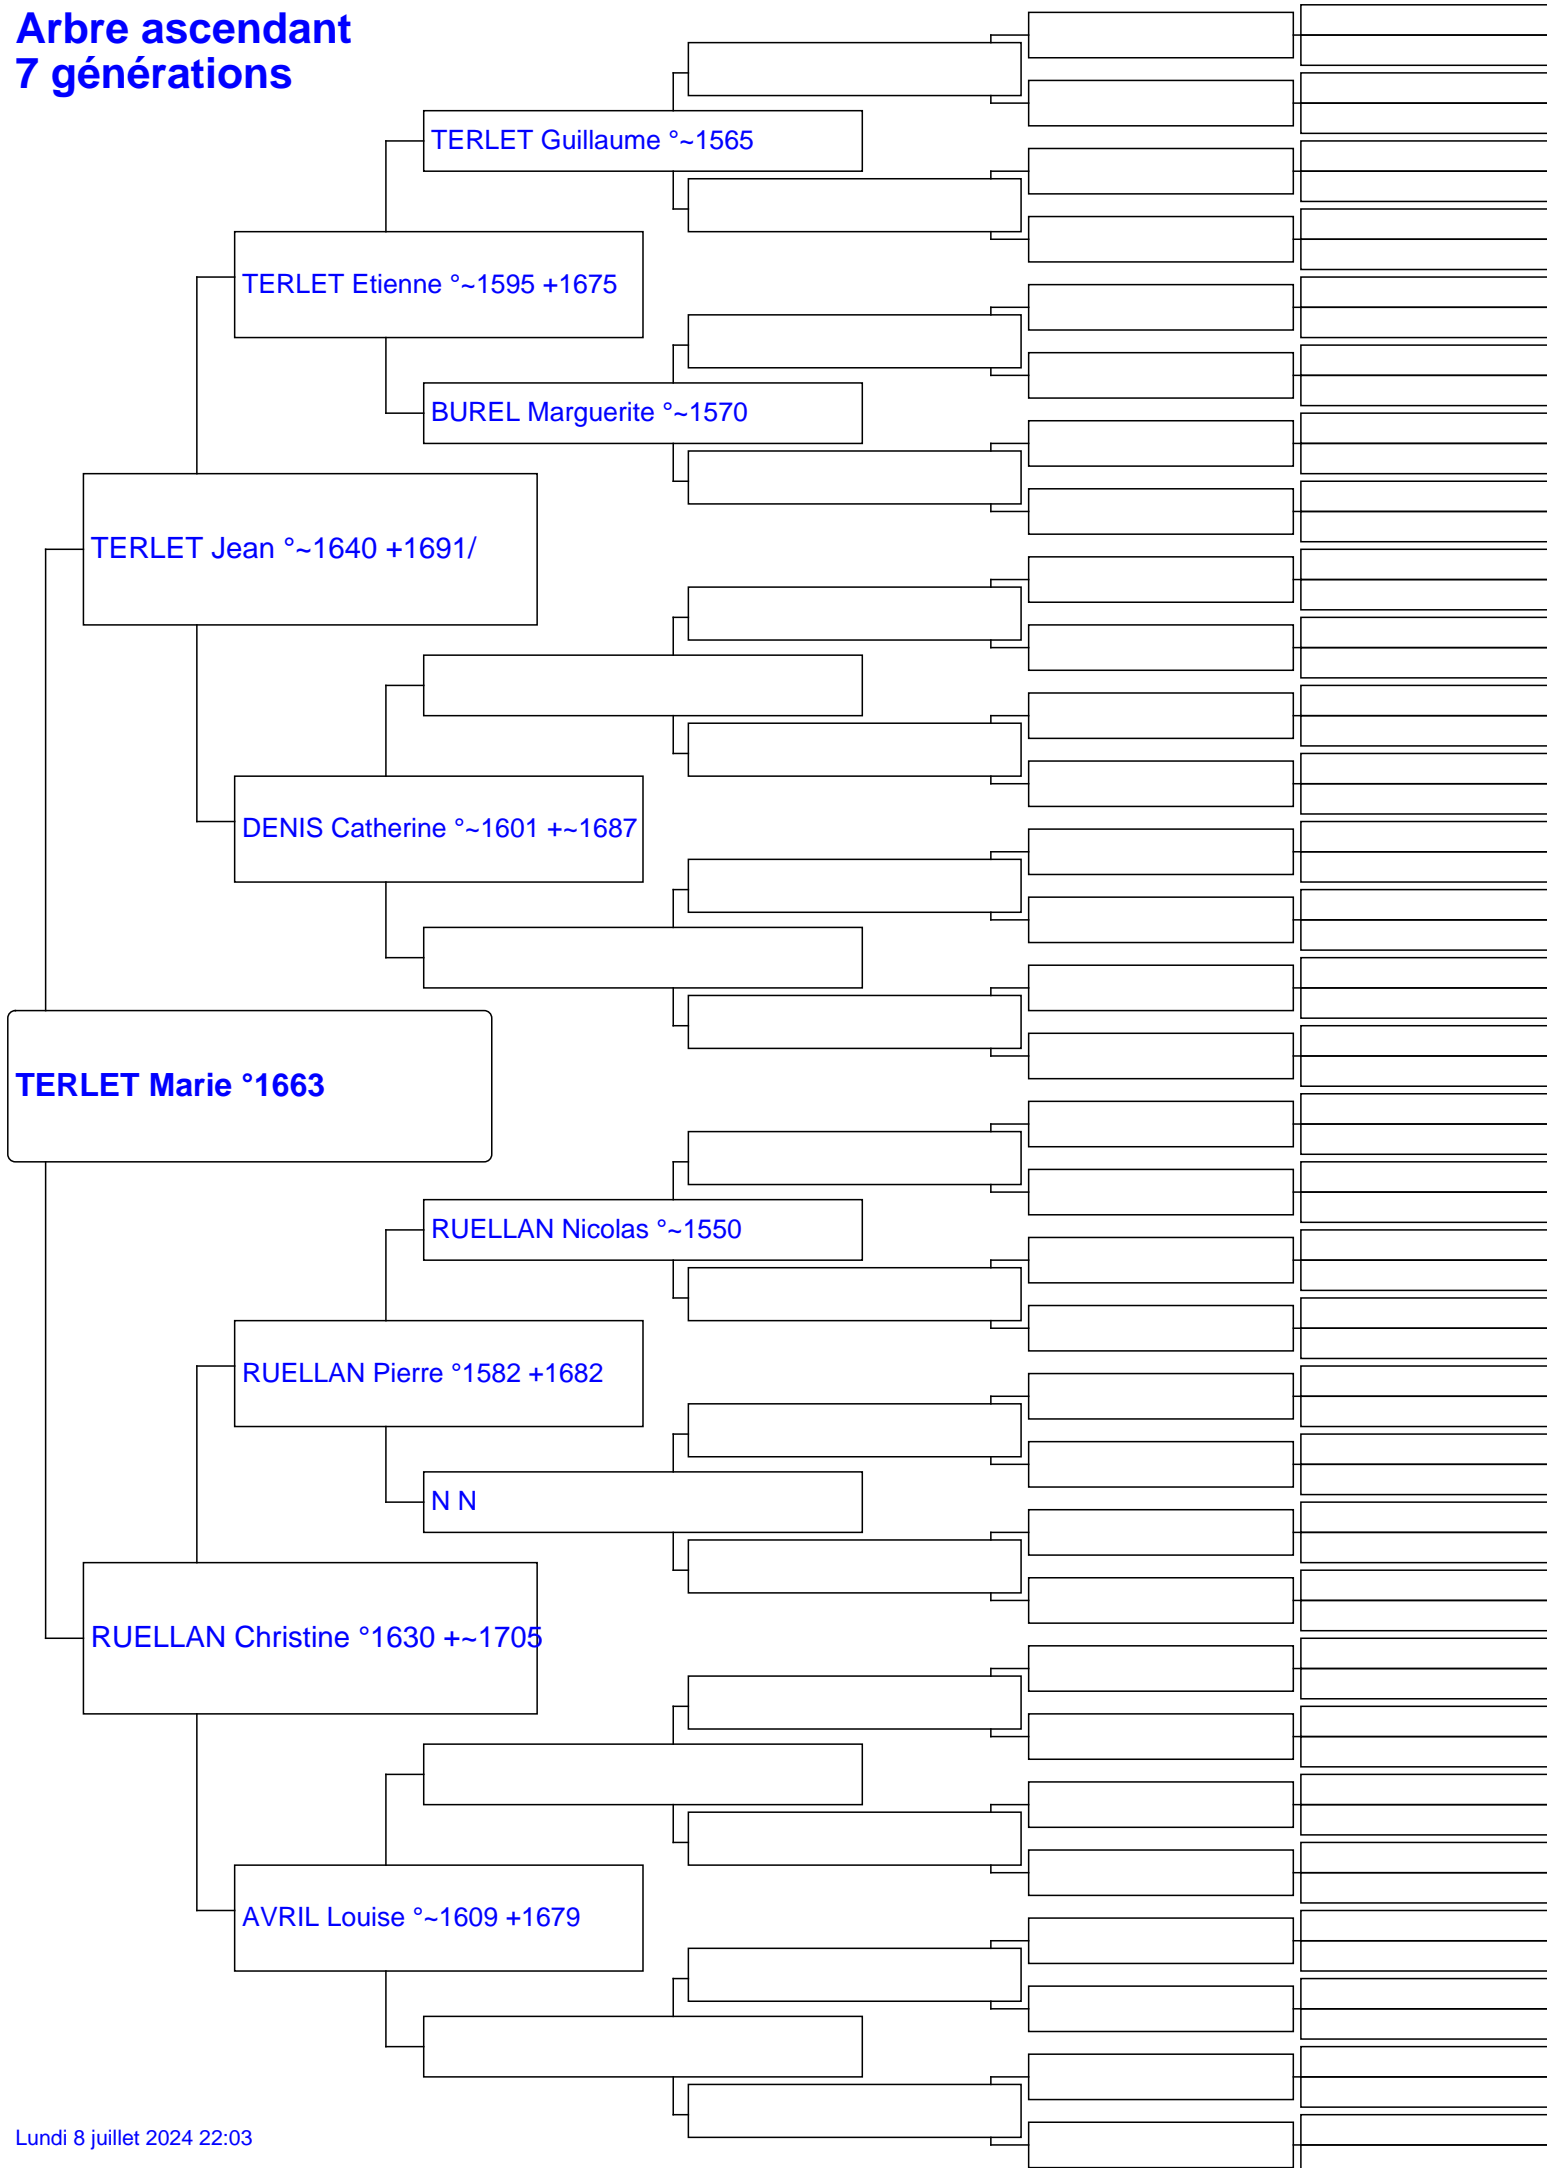 Arbre ascendant
7 générations
TERLET Guillaume °~1565
TERLET Etienne °~1595 +1675
BUREL Marguerite °~1570
TERLET Jean °~1640 +1691/
DENIS Catherine °~1601 +~1687
TERLET Marie °1663
RUELLAN Nicolas °~1550
RUELLAN Pierre °1582 +1682
N N
RUELLAN Christine °1630 +~1705
AVRIL Louise °~1609 +1679
Lundi 8 juillet 2024 22:03